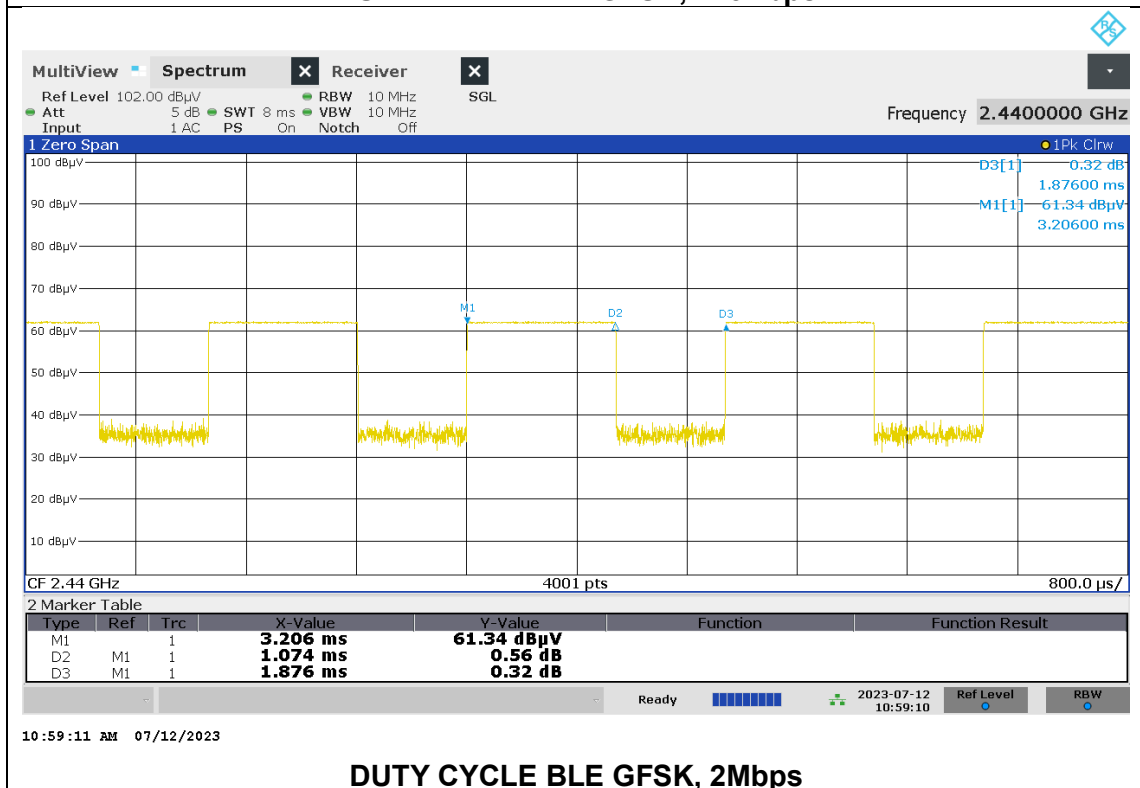 R&S
MultiView Spectrum X Receiver X
Ref Level 102.00 dBµV RBW 10 MHz SGL
Att 5 dB SWT 8 ms VBW 10 MHz
Input 1 AC PS On Notch Off
Frequency 2.4400000 GHz
1 Zero Span 1Pk Clrw
100 dBµV
D3[1] 0.32 dB
1.87600 ms
90 dBµV
M1[1] 61.34 dBµV
3.20600 ms
80 dBµV
70 dBµV
M1 D2 D3
60 dBµV
50 dBµV
40 dBµV
30 dBµV
20 dBµV
10 dBµV
CF 2.44 GHz 4001 pts 800.0 µs/
2 Marker Table
Type Ref Trc X-Value Y-Value Function Function Result
M1 1 3.206 ms 61.34 dBµV
D2 M1 1 1.074 ms 0.56 dB
D3 M1 1 1.876 ms 0.32 dB
Ready 2023-07-12 Ref Level RBW
10:59:10
10:59:11 AM 07/12/2023
DUTY CYCLE BLE GFSK, 2Mbps